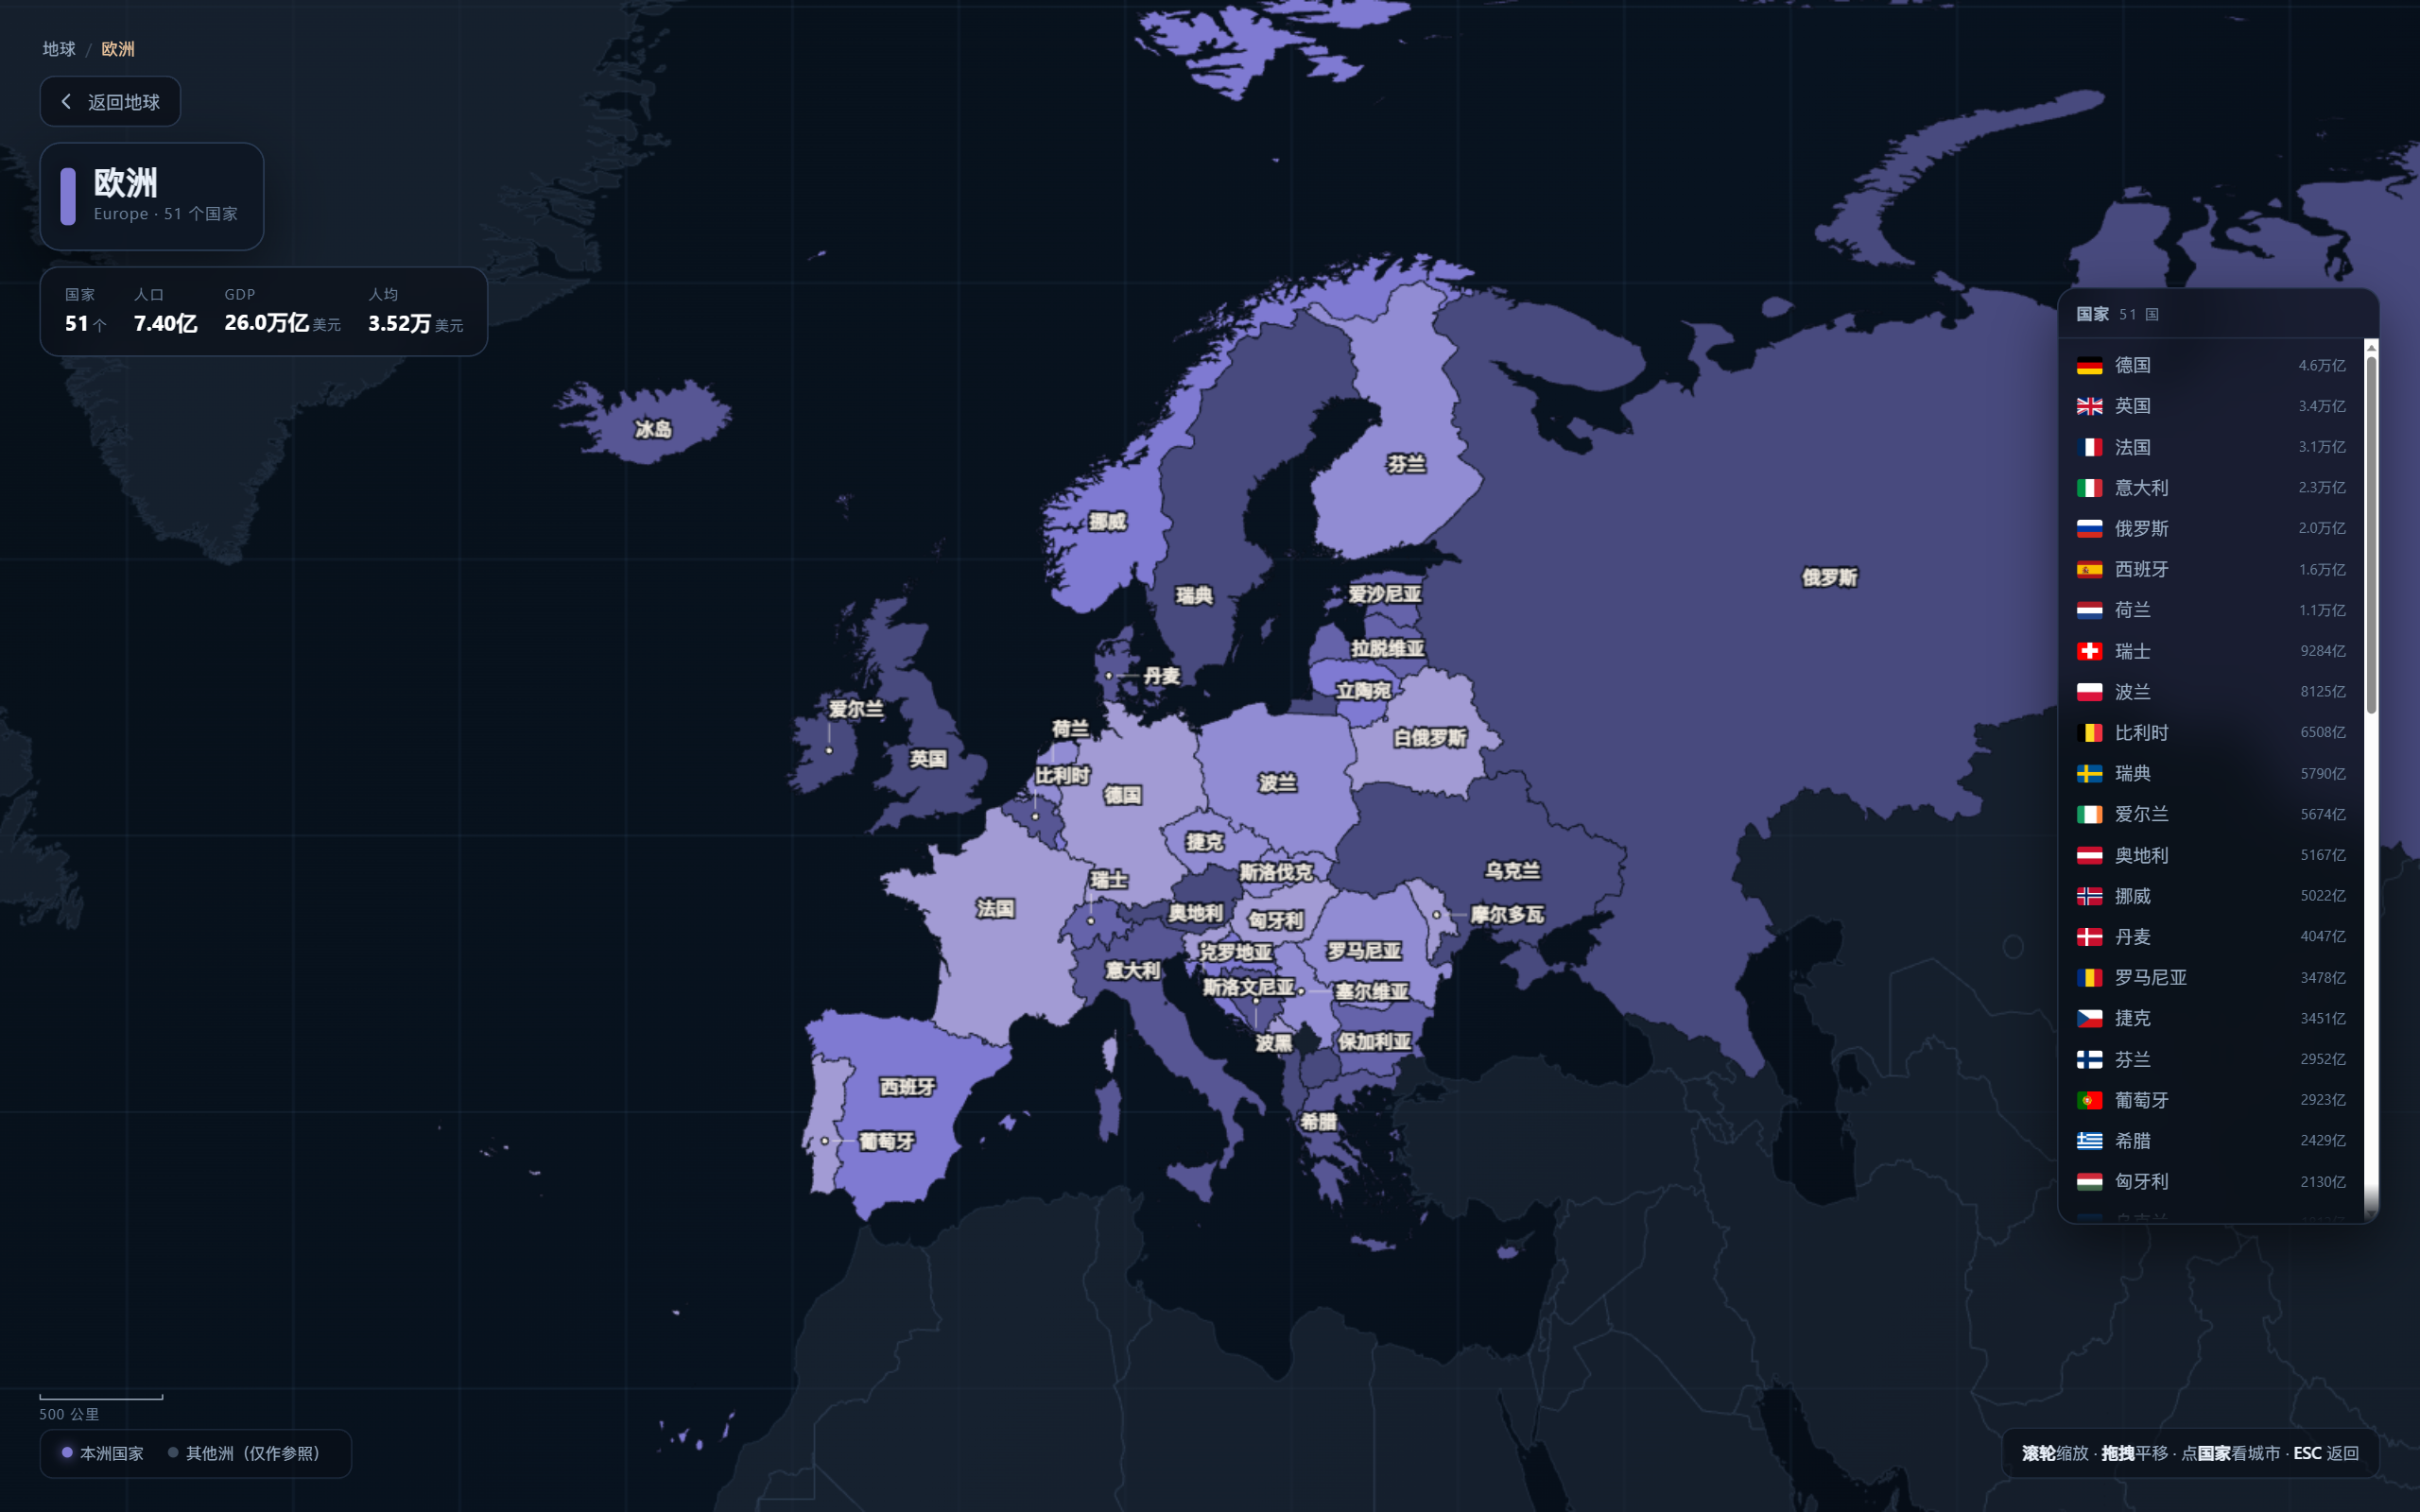 地球 / 欧洲
返回地球
欧洲
Europe · 51 个国家
国家 人口 GDP 人均
51个 7.40亿 26.0万亿美元 3.52万美元
冰岛
芬兰
挪威
俄罗斯
瑞典
爱沙尼亚
拉脱维亚
丹麦
立陶宛
爱尔兰
荷兰
白俄罗斯
英国
比利时
波兰
德国
捷克
斯洛伐克
乌克兰
瑞士
法国
奥地利
匈牙利
摩尔多瓦
克罗地亚
罗马尼亚
意大利
斯洛文尼亚
塞尔维亚
波黑
保加利亚
西班牙
希腊
葡萄牙
国家 51 国
德国 4.6万亿
英国 3.4万亿
法国 3.1万亿
意大利 2.3万亿
俄罗斯 2.0万亿
西班牙 1.6万亿
荷兰 1.1万亿
瑞士 9284亿
波兰 8125亿
比利时 6508亿
瑞典 5790亿
爱尔兰 5674亿
奥地利 5167亿
挪威 5022亿
丹麦 4047亿
罗马尼亚 3478亿
捷克 3451亿
芬兰 2952亿
葡萄牙 2923亿
希腊 2429亿
匈牙利 2130亿
500 公里
本洲国家 其他洲（仅作参照）
滚轮缩放 · 拖拽平移 · 点国家看城市 · ESC 返回